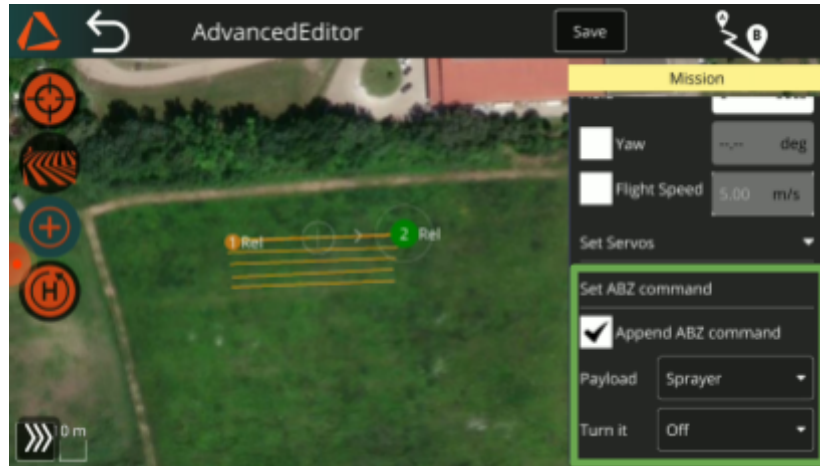 AdvancedEditor
Save
A
B
Mission
Yaw
--.-- deg
Flight Speed
5.00 m/s
Set Servos
Set ABZ command
Append ABZ command
Payload
Sprayer
Turn it
Off
1 Rel
2 Rel
H
0 m